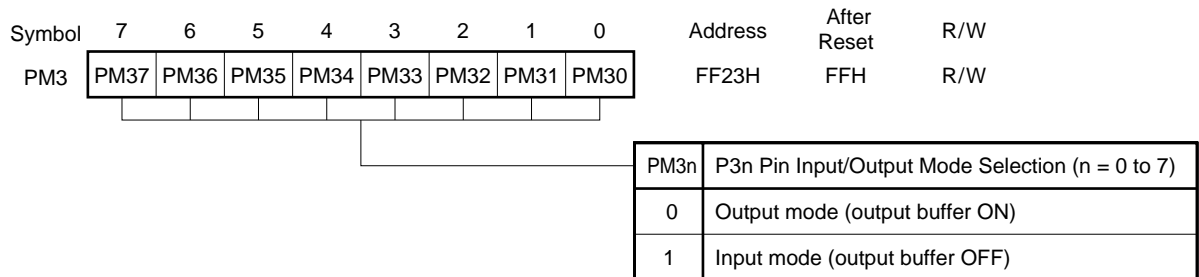 Symbol 7 6 5 4 3 2 1 0 Address After Reset R/W
PM3 PM37 PM36 PM35 PM34 PM33 PM32 PM31 PM30 FF23H FFH R/W
PM3n P3n Pin Input/Output Mode Selection (n = 0 to 7)
0 Output mode (output buffer ON)
1 Input mode (output buffer OFF)